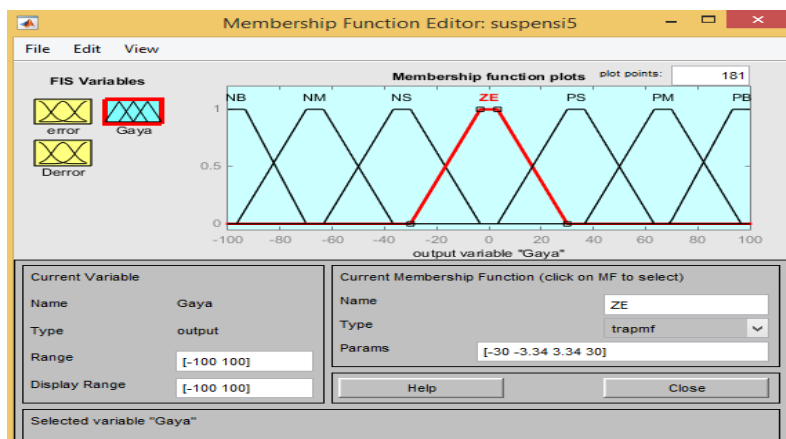 Membership Function Editor: suspensi5
File Edit View
FIS Variables
Membership function plots plot points: 181
error Gaya
Derror
NB NM NS ZE PS PM PB
1
0.5
0
-100 -80 -60 -40 -20 0 20 40 60 80 100
output variable "Gaya"
Current Variable
Name Gaya
Type output
Range [-100 100]
Display Range [-100 100]
Current Membership Function (click on MF to select)
Name ZE
Type trapmf
Params [-30 -3.34 3.34 30]
Help Close
Selected variable "Gaya"